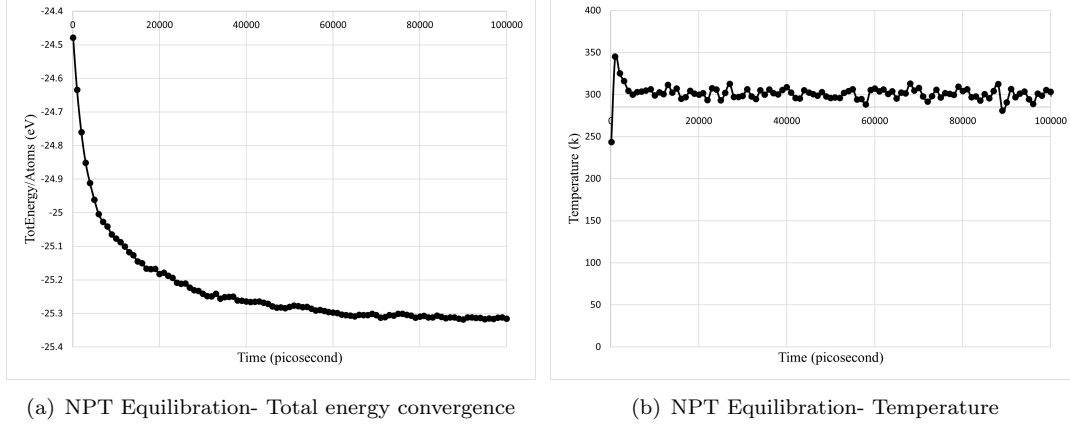 -24.4
0 20000 40000 60000 80000 100000
-24.5
-24.6
-24.7
-24.8
-24.9
-25
-25.1
-25.2
-25.3
-25.4
TotEnergy/Atoms (eV)
Time (picosecond)
(a) NPT Equilibration- Total energy convergence
400
350
300
0 20000 40000 60000 80000 100000
250
200
150
100
50
0
Temperature (k)
Time (picosecond)
(b) NPT Equilibration- Temperature